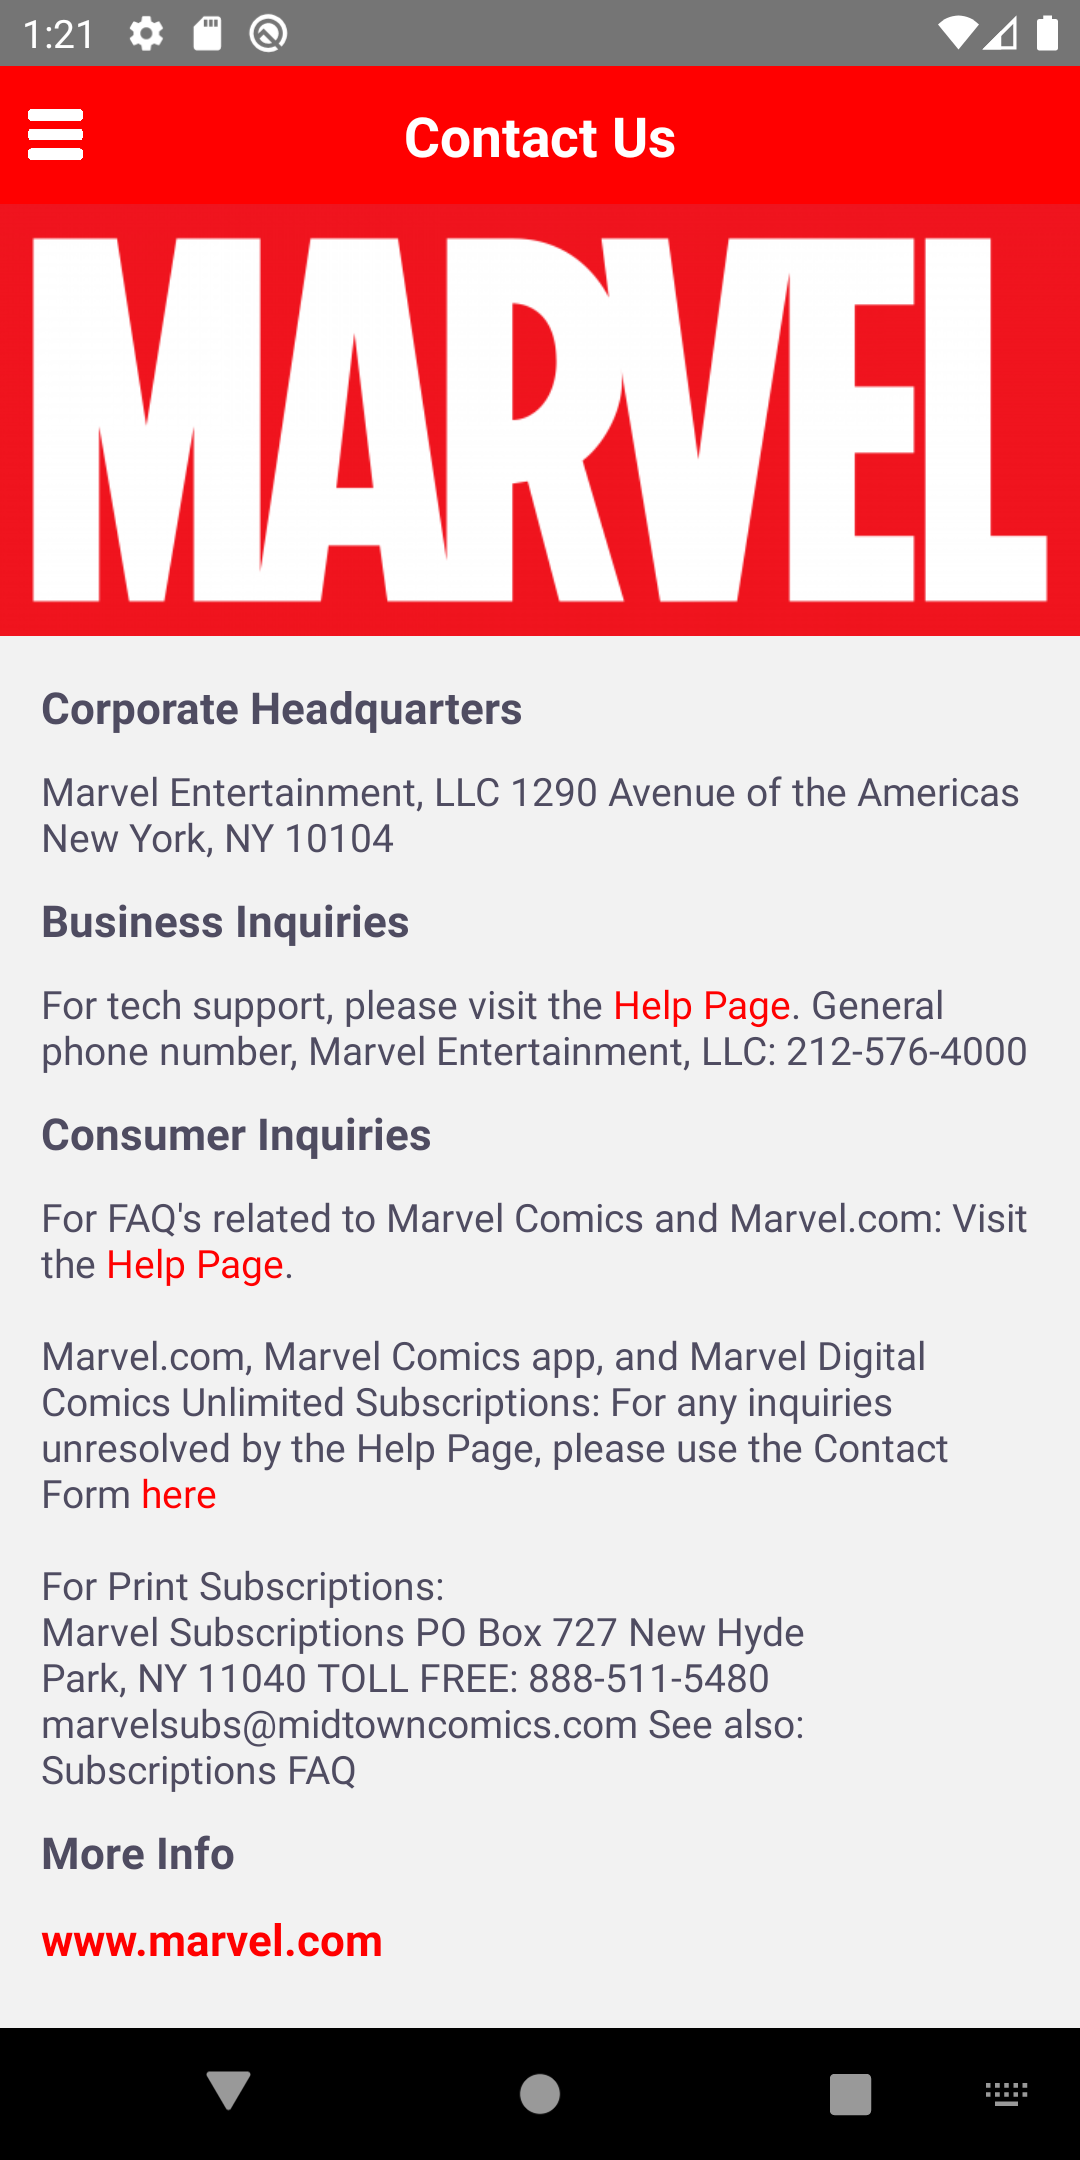 1:21
Contact Us
MARVEL
Corporate Headquarters
Marvel Entertainment, LLC 1290 Avenue of the Americas
New York, NY 10104
Business Inquiries
For tech support, please visit the Help Page. General
phone number, Marvel Entertainment, LLC: 212-576-4000
Consumer Inquiries
For FAQ's related to Marvel Comics and Marvel.com: Visit
the Help Page.
Marvel.com, Marvel Comics app, and Marvel Digital
Comics Unlimited Subscriptions: For any inquiries
unresolved by the Help Page, please use the Contact
Form here
For Print Subscriptions:
Marvel Subscriptions PO Box 727 New Hyde
Park, NY 11040 TOLL FREE: 888-511-5480
marvelsubs@midtowncomics.com See also:
Subscriptions FAQ
More Info
www.marvel.com